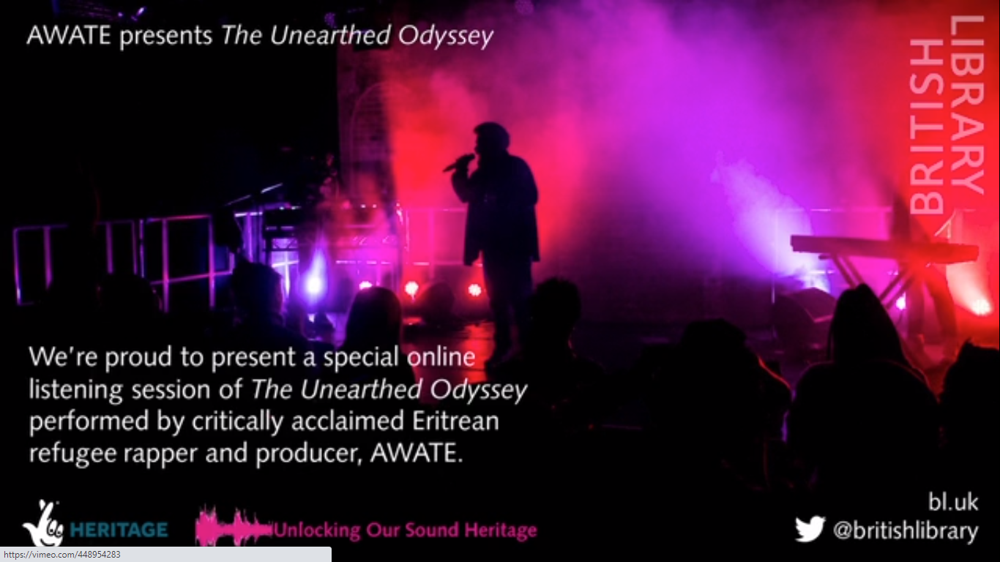 AWATE presents The Unearthed Odyssey
BRITISH
LIBRARY
We're proud to present a special online
listening session of The Unearthed Odyssey
performed by critically acclaimed Eritrean
refugee rapper and producer, AWATE.
HERITAGE
Unlocking Our Sound Heritage
bl.uk
@britishlibrary
https://vimeo.com/448954283